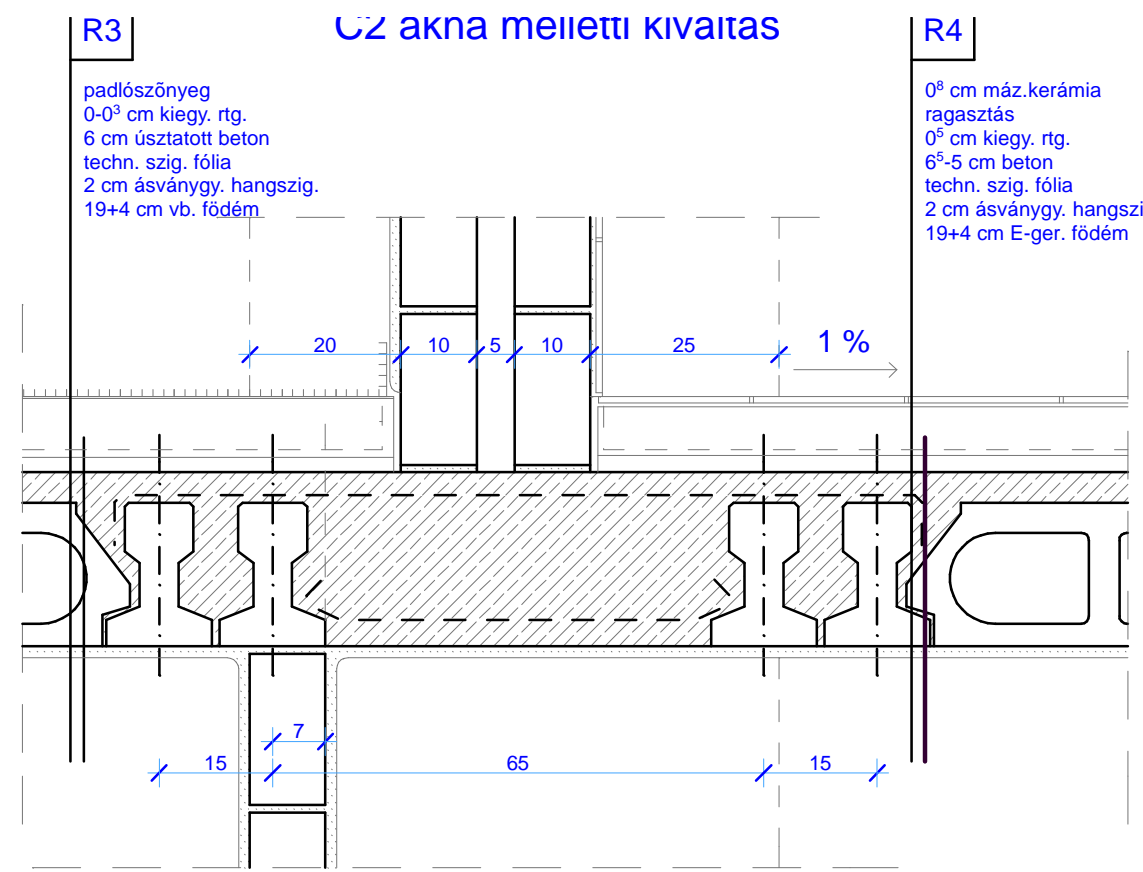 R3
C2 akna melletti kiváltás
R4
padlószõnyeg
0-0³ cm kiegy. rtg.
6 cm úsztatott beton
techn. szig. fólia
2 cm ásványgy. hangszig.
19+4 cm vb. födém
0⁸ cm máz.kerámia
ragasztás
0⁵ cm kiegy. rtg.
6⁵-5 cm beton
techn. szig. fólia
2 cm ásványgy. hangszi
19+4 cm E-ger. födém
20
10
5
10
25
1 %
7
15
65
15